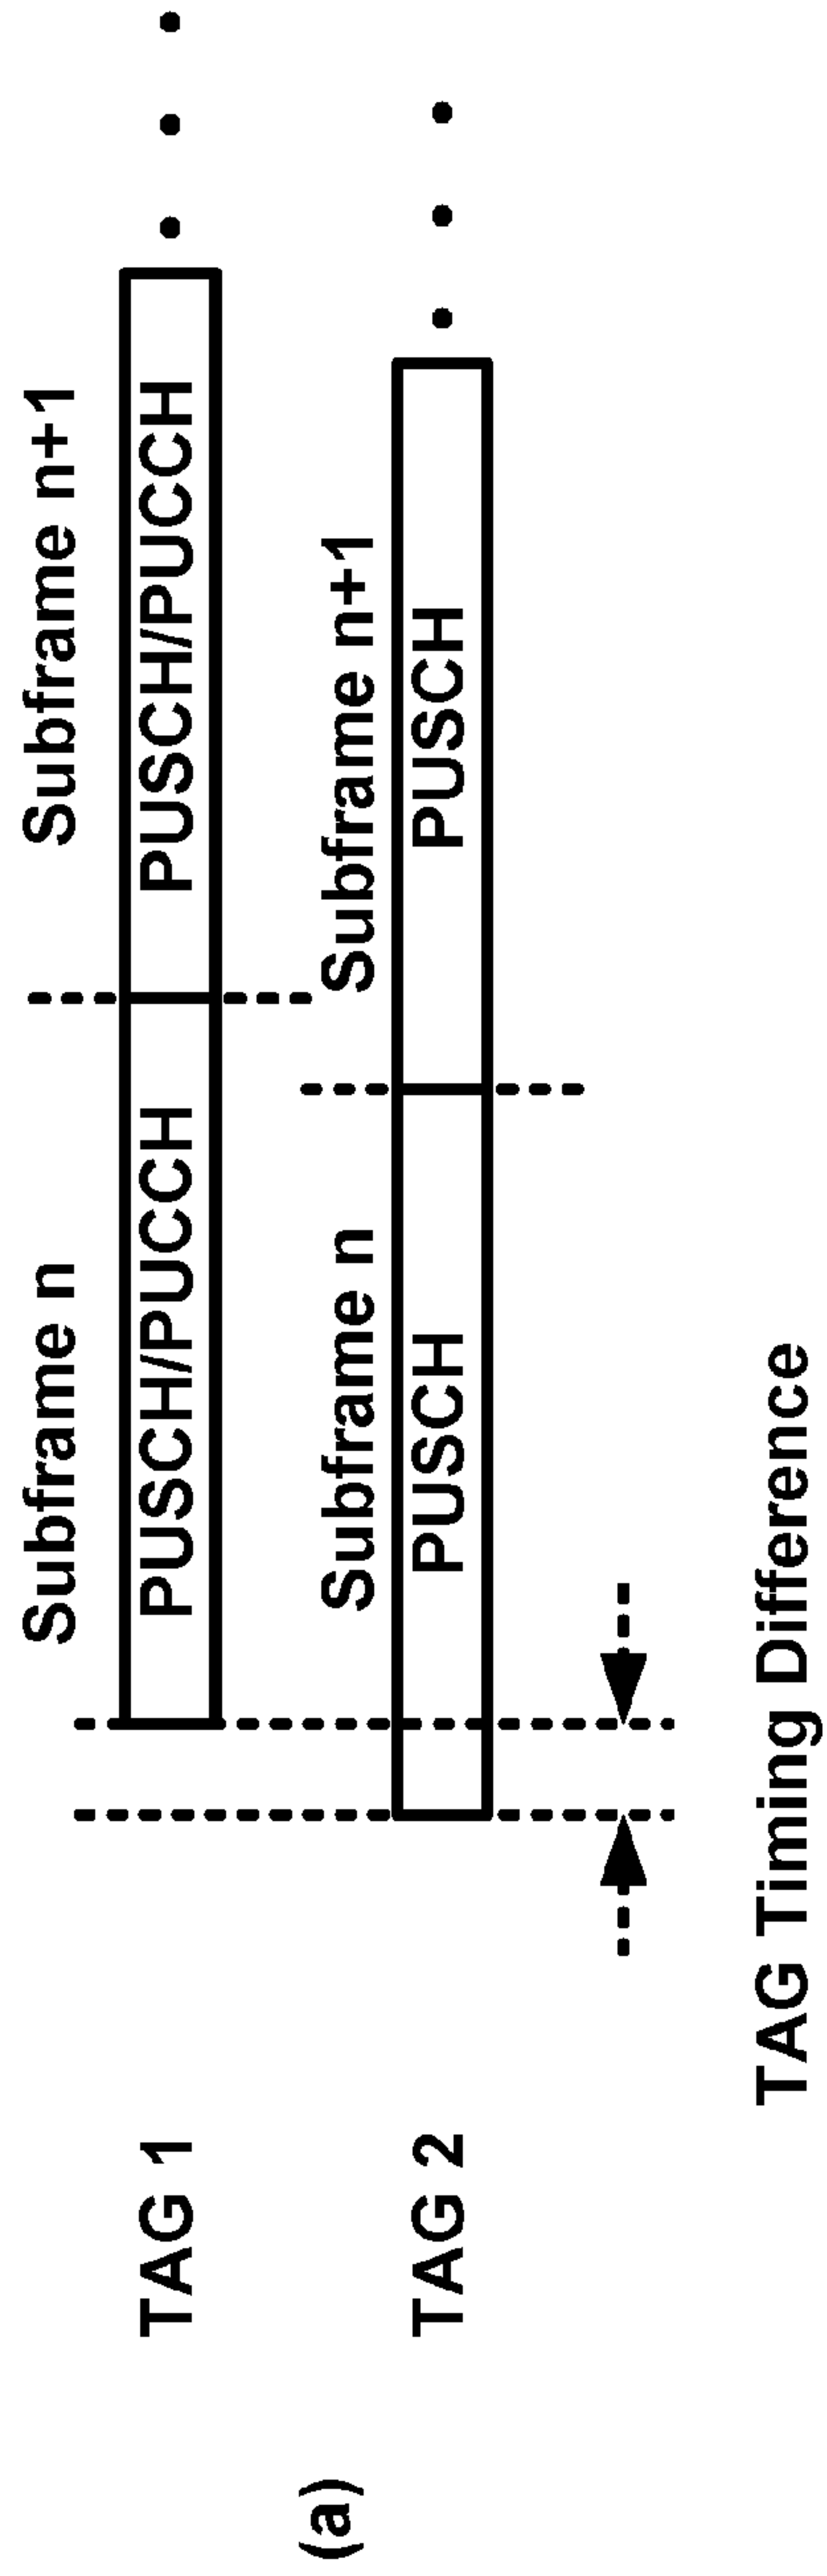 (a)
Subframe n
Subframe n+1
TAG 1
PUSCH/PUCCH
PUSCH/PUCCH
Subframe n
Subframe n+1
TAG 2
PUSCH
PUSCH
TAG Timing Difference